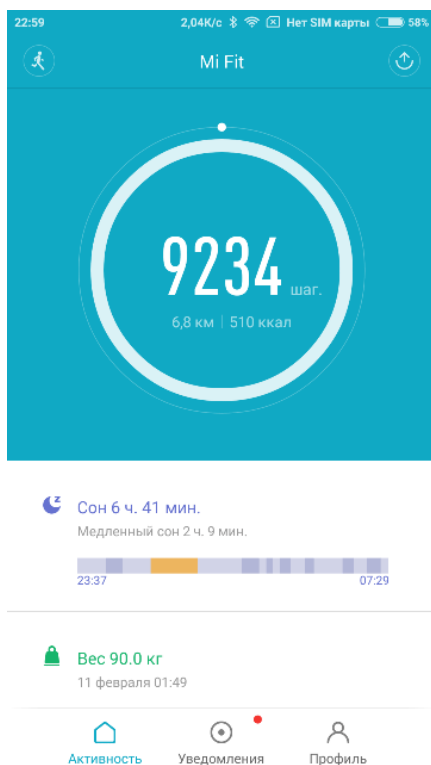 22:59 2,04К/с Нет SIM карты 58%
Mi Fit
9234 шаг.
6,8 км | 510 ккал
Сон 6 ч. 41 мин.
Медленный сон 2 ч. 9 мин.
23:37 07:29
Вес 90.0 кг
11 февраля 01:49
Активность Уведомления Профиль